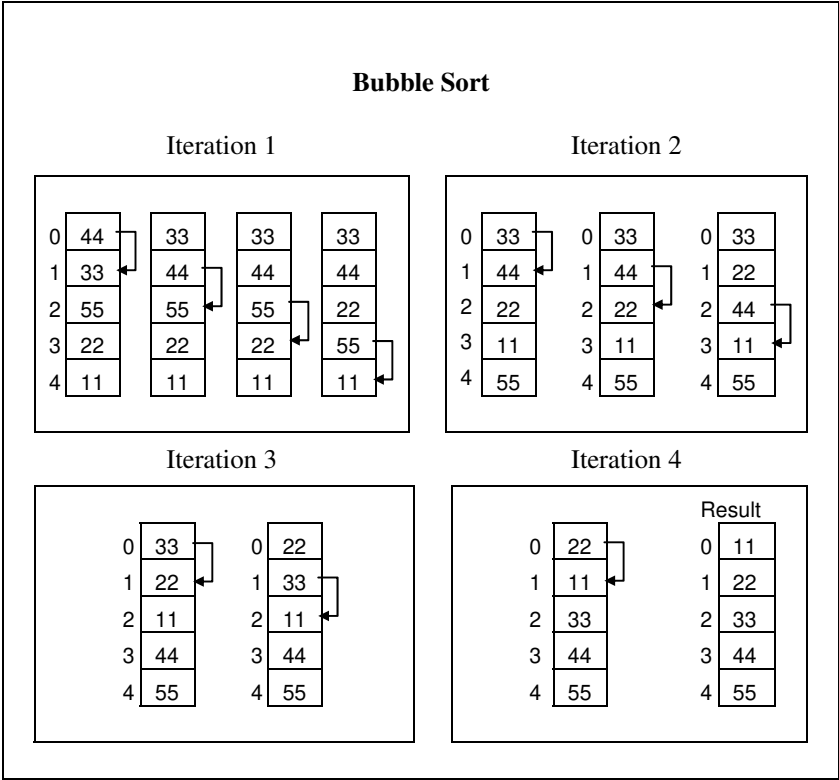 Bubble Sort
Iteration 1
0 44 33 33 33
1 33 44 44 44
2 55 55 55 22
3 22 22 22 55
4 11 11 11 11
Iteration 2
0 33 0 33 0 33
1 44 1 44 1 22
2 22 2 22 2 44
3 11 3 11 3 11
4 55 4 55 4 55
Iteration 3
0 33 0 22
1 22 1 33
2 11 2 11
3 44 3 44
4 55 4 55
Iteration 4
Result
0 22 0 11
1 11 1 22
2 33 2 33
3 44 3 44
4 55 4 55